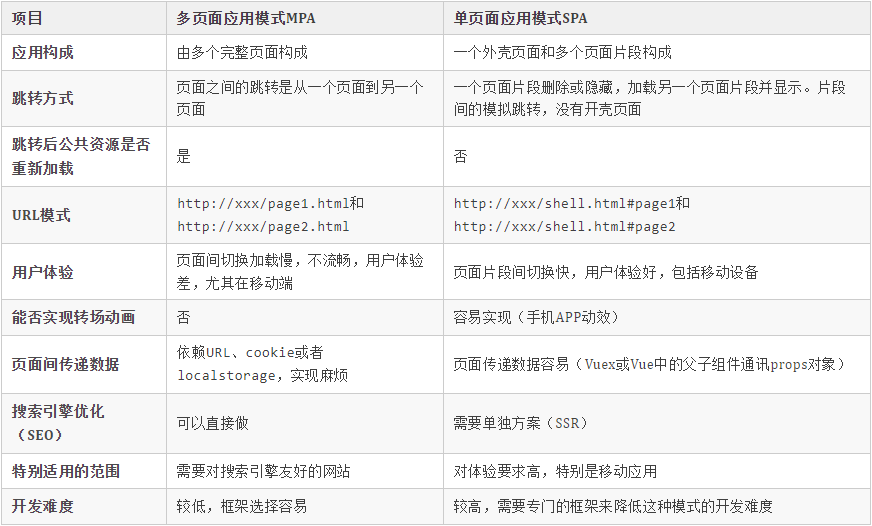 项目 多页面应用模式MPA 单页面应用模式SPA
应用构成 由多个完整页面构成 一个外壳页面和多个页面片段构成
跳转方式 页面之间的跳转是从一个页面到另一个
页面
一个页面片段删除或隐藏，加载另一个页面片段并显示。片段
间的模拟跳转，没有开壳页面
跳转后公共资源是否
重新加载
是 否
URL模式
http://xxx/page1.html和
http://xxx/page2.html
http://xxx/shell.html#page1和
http://xxx/shell.html#page2
用户体验
页面间切换加载慢，不流畅，用户体验
差，尤其在移动端
页面片段间切换快，用户体验好，包括移动设备
能否实现转场动画 否 容易实现（手机APP动效）
页面间传递数据
依赖URL、cookie或者
localstorage，实现麻烦
页面传递数据容易（Vuex或Vue中的父子组件通讯props对象）
搜索引擎优化
（SEO）
可以直接做 需要单独方案（SSR）
特别适用的范围 需要对搜索引擎友好的网站 对体验要求高，特别是移动应用
开发难度 较低，框架选择容易 较高，需要专门的框架来降低这种模式的开发难度